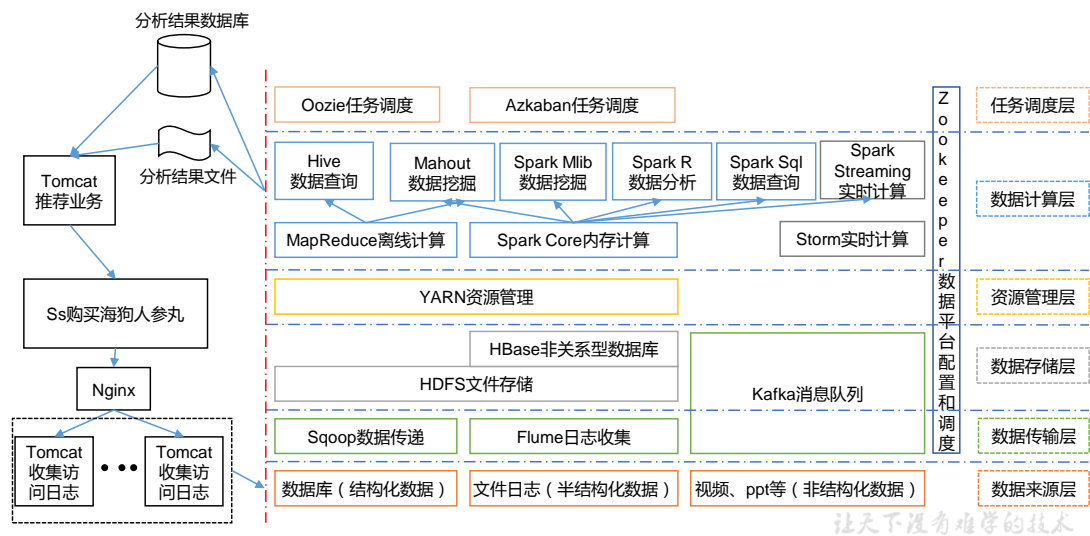 分析结果数据库
分析结果文件
Tomcat
推荐业务
Ss购买海狗人参丸
Nginx
Tomcat
收集访
问日志
Tomcat
收集访
问日志
Oozie任务调度
Azkaban任务调度
任务调度层
Hive
数据查询
Mahout
数据挖掘
Spark Mlib
数据挖掘
Spark R
数据分析
Spark Sql
数据查询
Spark
Streaming
实时计算
数据计算层
MapReduce离线计算
Spark Core内存计算
Storm实时计算
YARN资源管理
资源管理层
HBase非关系型数据库
HDFS文件存储
Kafka消息队列
数据存储层
Sqoop数据传递
Flume日志收集
数据传输层
数据库（结构化数据）
文件日志（半结构化数据）
视频、ppt等（非结构化数据）
数据来源层
Zookeeper数据平台配置和调度
让天下没有难学的技术